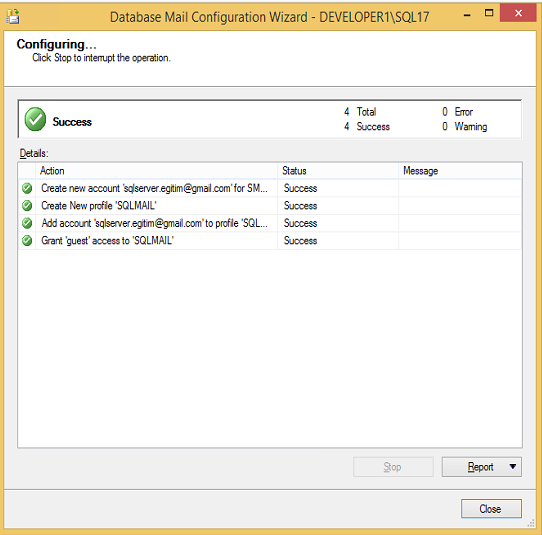 Database Mail Configuration Wizard - DEVELOPER1\SQL17
Configuring...
Click Stop to interrupt the operation.
Success
4 Total
0 Error
4 Success
0 Warning
Details:
Action Status Message
Create new account 'sqlserver.egitim@gmail.com' for SM... Success
Create New profile 'SQLMAIL' Success
Add account 'sqlserver.egitim@gmail.com' to profile 'SQL... Success
Grant 'guest' access to 'SQLMAIL' Success
Stop
Report
Close